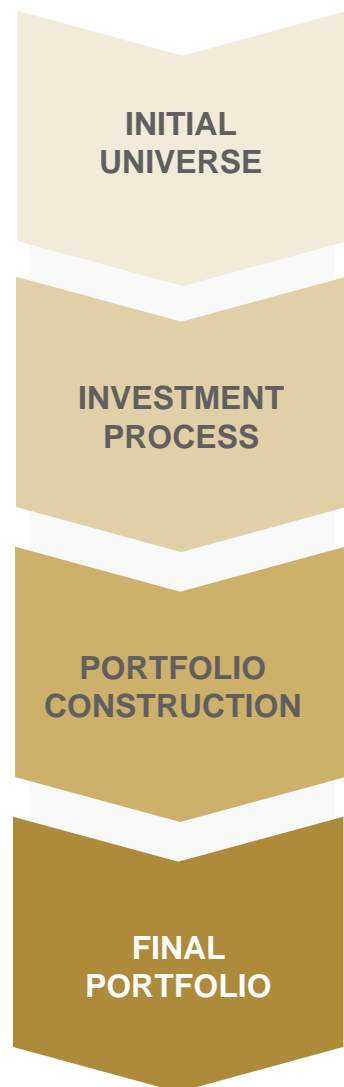 INITIAL
UNIVERSE
INVESTMENT
PROCESS
PORTFOLIO
CONSTRUCTION
FINAL
PORTFOLIO